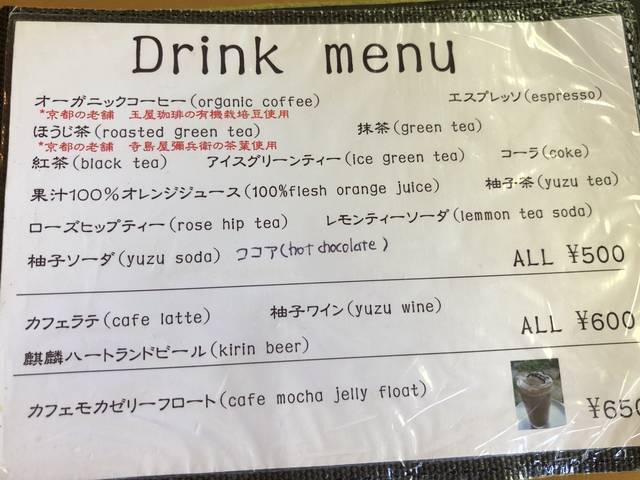 Drink menu
オーガニックコーヒー(organic coffee) エスプレッソ(espresso)
*京都の老舗 玉屋珈琲の有機栽培豆使用
ほうじ茶(roasted green tea) 抹茶(green tea)
*京都の老舗 寺島屋彌兵衛の茶葉使用
紅茶(black tea) アイスグリーンティー(ice green tea) コーラ(coke)
果汁100%オレンジジュース(100%flesh orange juice) 柚子茶(yuzu tea)
ローズヒップティー(rose hip tea) レモンティーソーダ(lemmon tea soda)
柚子ソーダ(yuzu soda) ココア(hot chocolate) ALL ¥500
カフェラテ(cafe latte) 柚子ワイン(yuzu wine) ALL ¥600
麒麟ハートランドビール(kirin beer)
カフェモカゼリーフロート(cafe mocha jelly float) ¥650